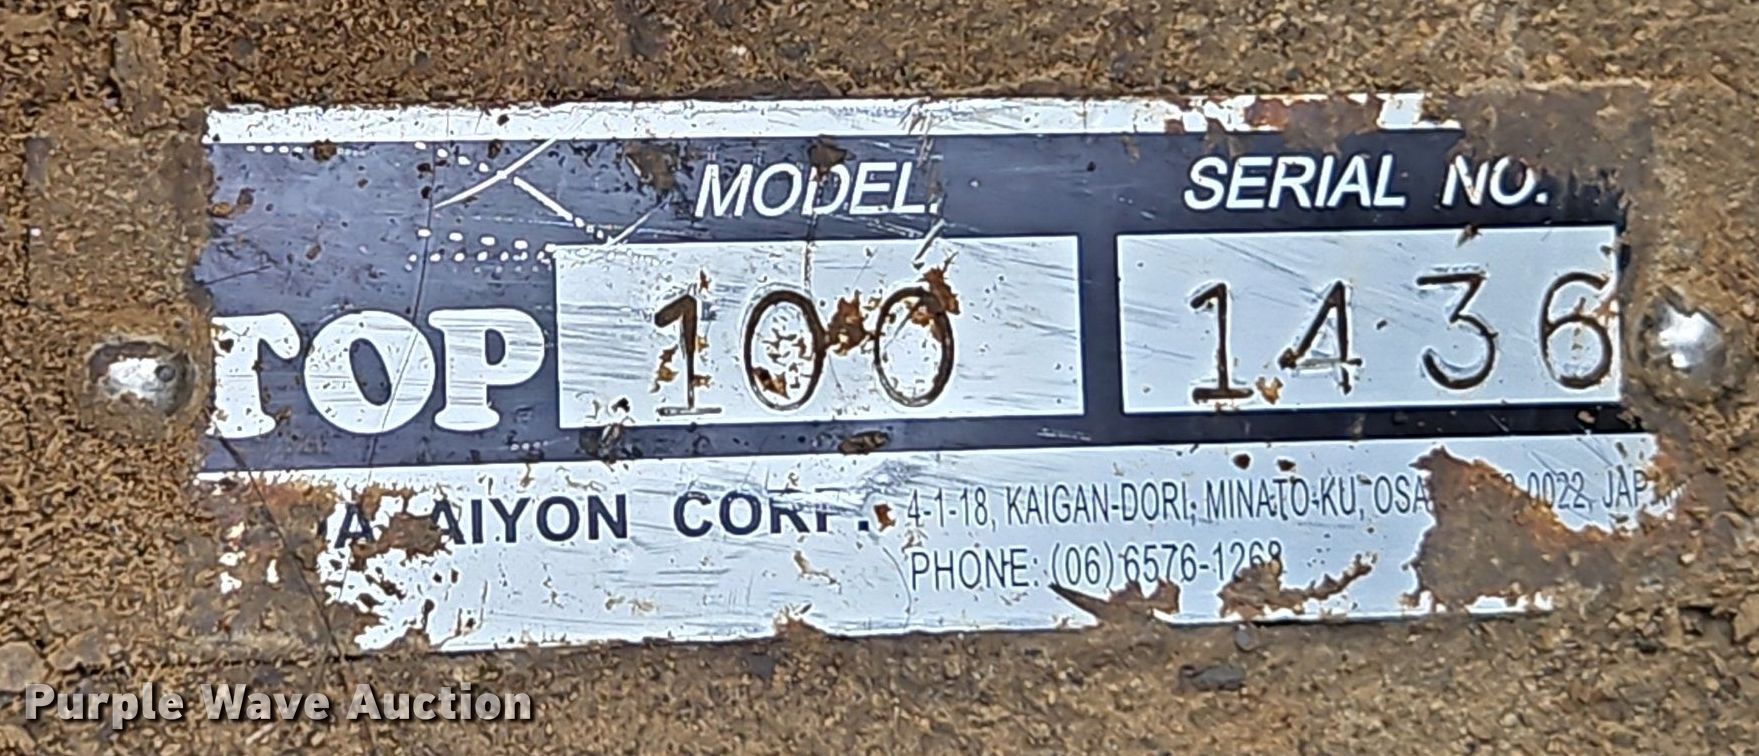 MODEL. SERIAL NO.
TOP 100 1436
AIYON CORP. 4-1-18, KAIGAN-DORI, MINATO-KU, OSA 0022, JAP
PHONE: (06) 6576-1268
Purple Wave Auction